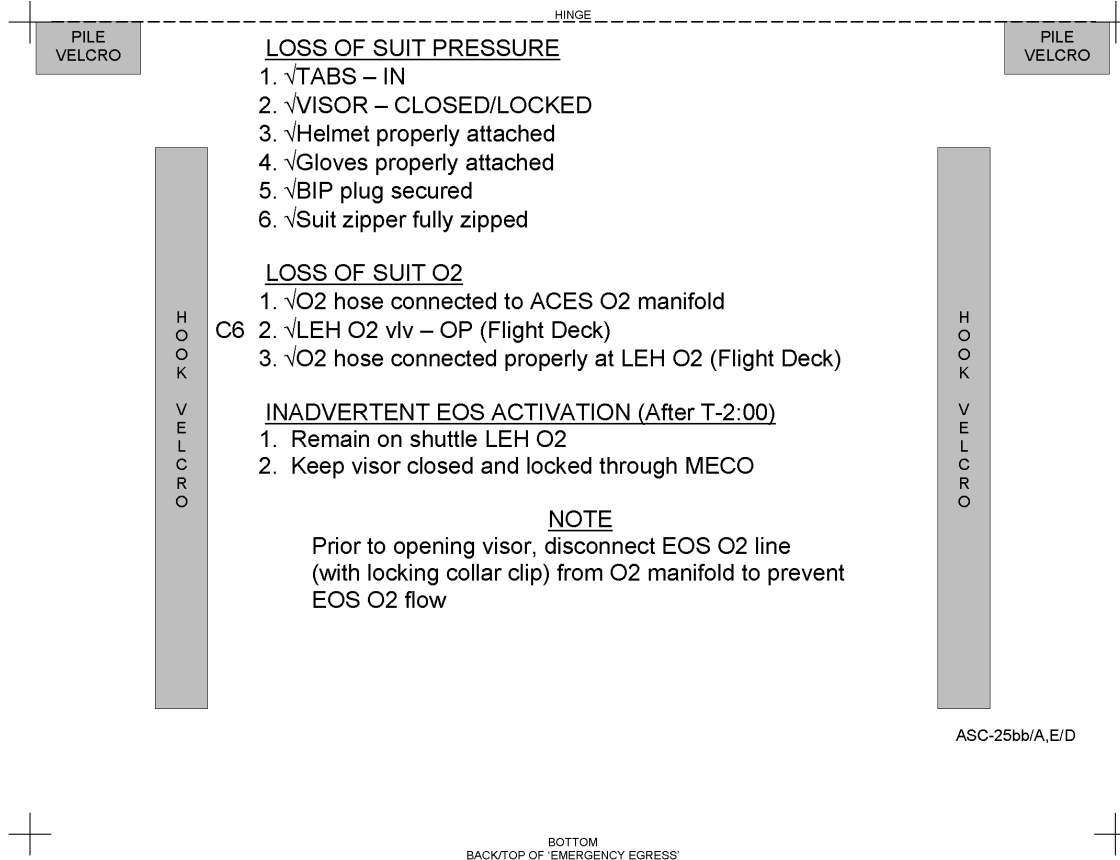 HINGE
PILE
VELCRO
PILE
VELCRO
LOSS OF SUIT PRESSURE
1. √TABS – IN
2. √VISOR – CLOSED/LOCKED
3. √Helmet properly attached
4. √Gloves properly attached
5. √BIP plug secured
6. √Suit zipper fully zipped
LOSS OF SUIT O2
1. √O2 hose connected to ACES O2 manifold
C6 2. √LEH O2 vlv – OP (Flight Deck)
3. √O2 hose connected properly at LEH O2 (Flight Deck)
INADVERTENT EOS ACTIVATION (After T-2:00)
1. Remain on shuttle LEH O2
2. Keep visor closed and locked through MECO
NOTE
Prior to opening visor, disconnect EOS O2 line
(with locking collar clip) from O2 manifold to prevent
EOS O2 flow
HOOK VELCRO
HOOK VELCRO
ASC-25bb/A,E/D
BOTTOM
BACK/TOP OF ‘EMERGENCY EGRESS’